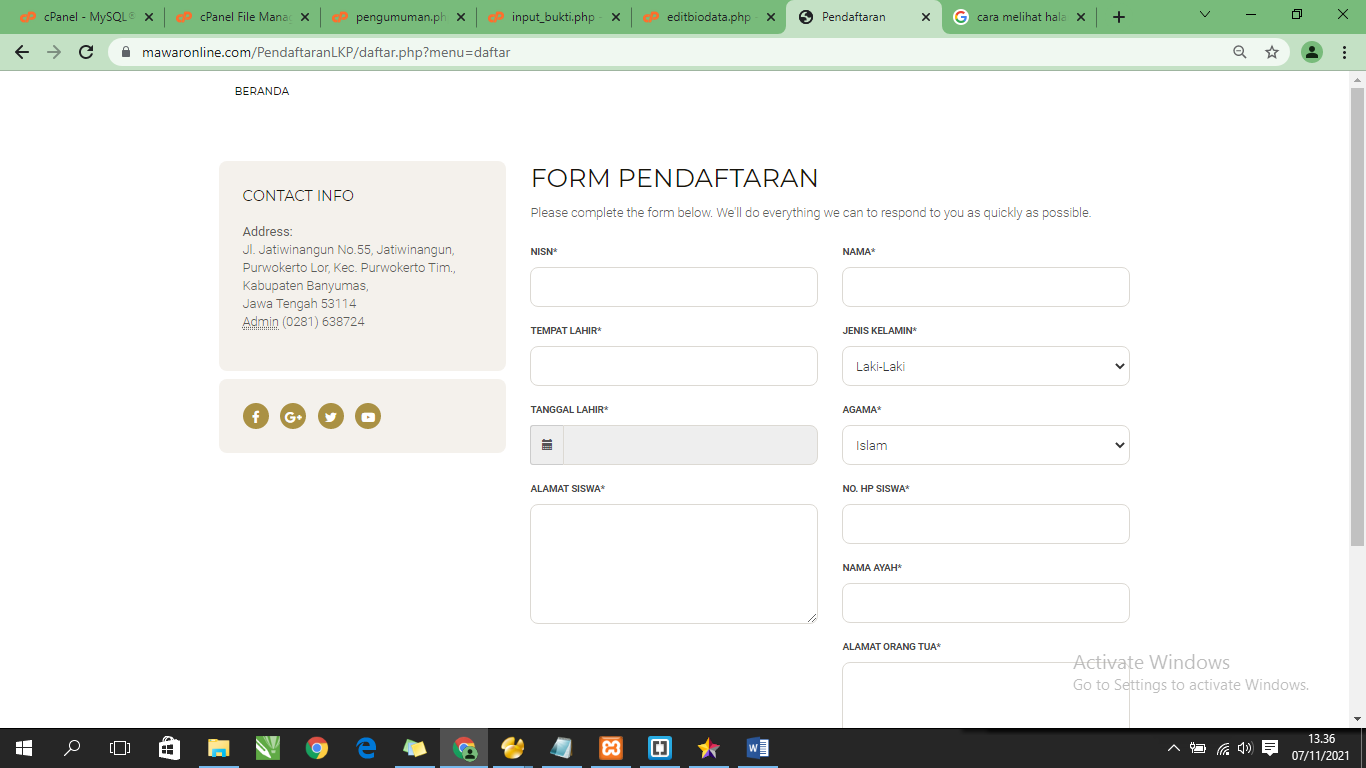 cPanel - MySQL®
cPanel File Mana
pengumuman.ph
input_bukti.php -
editbiodata.php -
Pendaftaran
cara melihat hala
mawaronline.com/PendaftaranLKP/daftar.php?menu=daftar
BERANDA
CONTACT INFO
Address:
Jl. Jatiwinangun No.55, Jatiwinangun,
Purwokerto Lor, Kec. Purwokerto Tim.,
Kabupaten Banyumas,
Jawa Tengah 53114
Admin (0281) 638724
FORM PENDAFTARAN
Please complete the form below. We'll do everything we can to respond to you as quickly as possible.
NISN*
NAMA*
TEMPAT LAHIR*
JENIS KELAMIN*
Laki-Laki
TANGGAL LAHIR*
AGAMA*
Islam
ALAMAT SISWA*
NO. HP SISWA*
NAMA AYAH*
ALAMAT ORANG TUA*
Activate Windows
Go to Settings to activate Windows.
13.36
07/11/2021